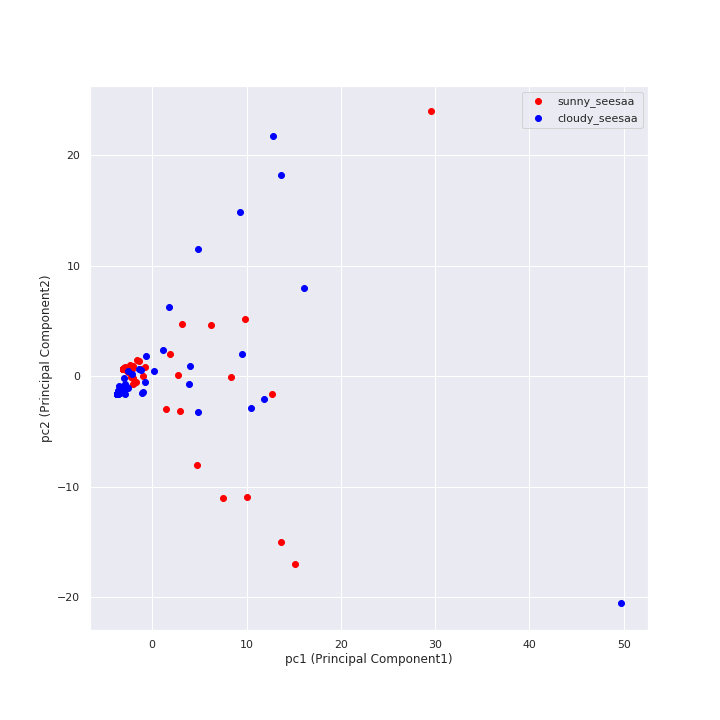 sunny_seesaa
cloudy_seesaa
20
10
0
−10
−20
pc2 (Principal Component2)
0 10 20 30 40 50
pc1 (Principal Component1)